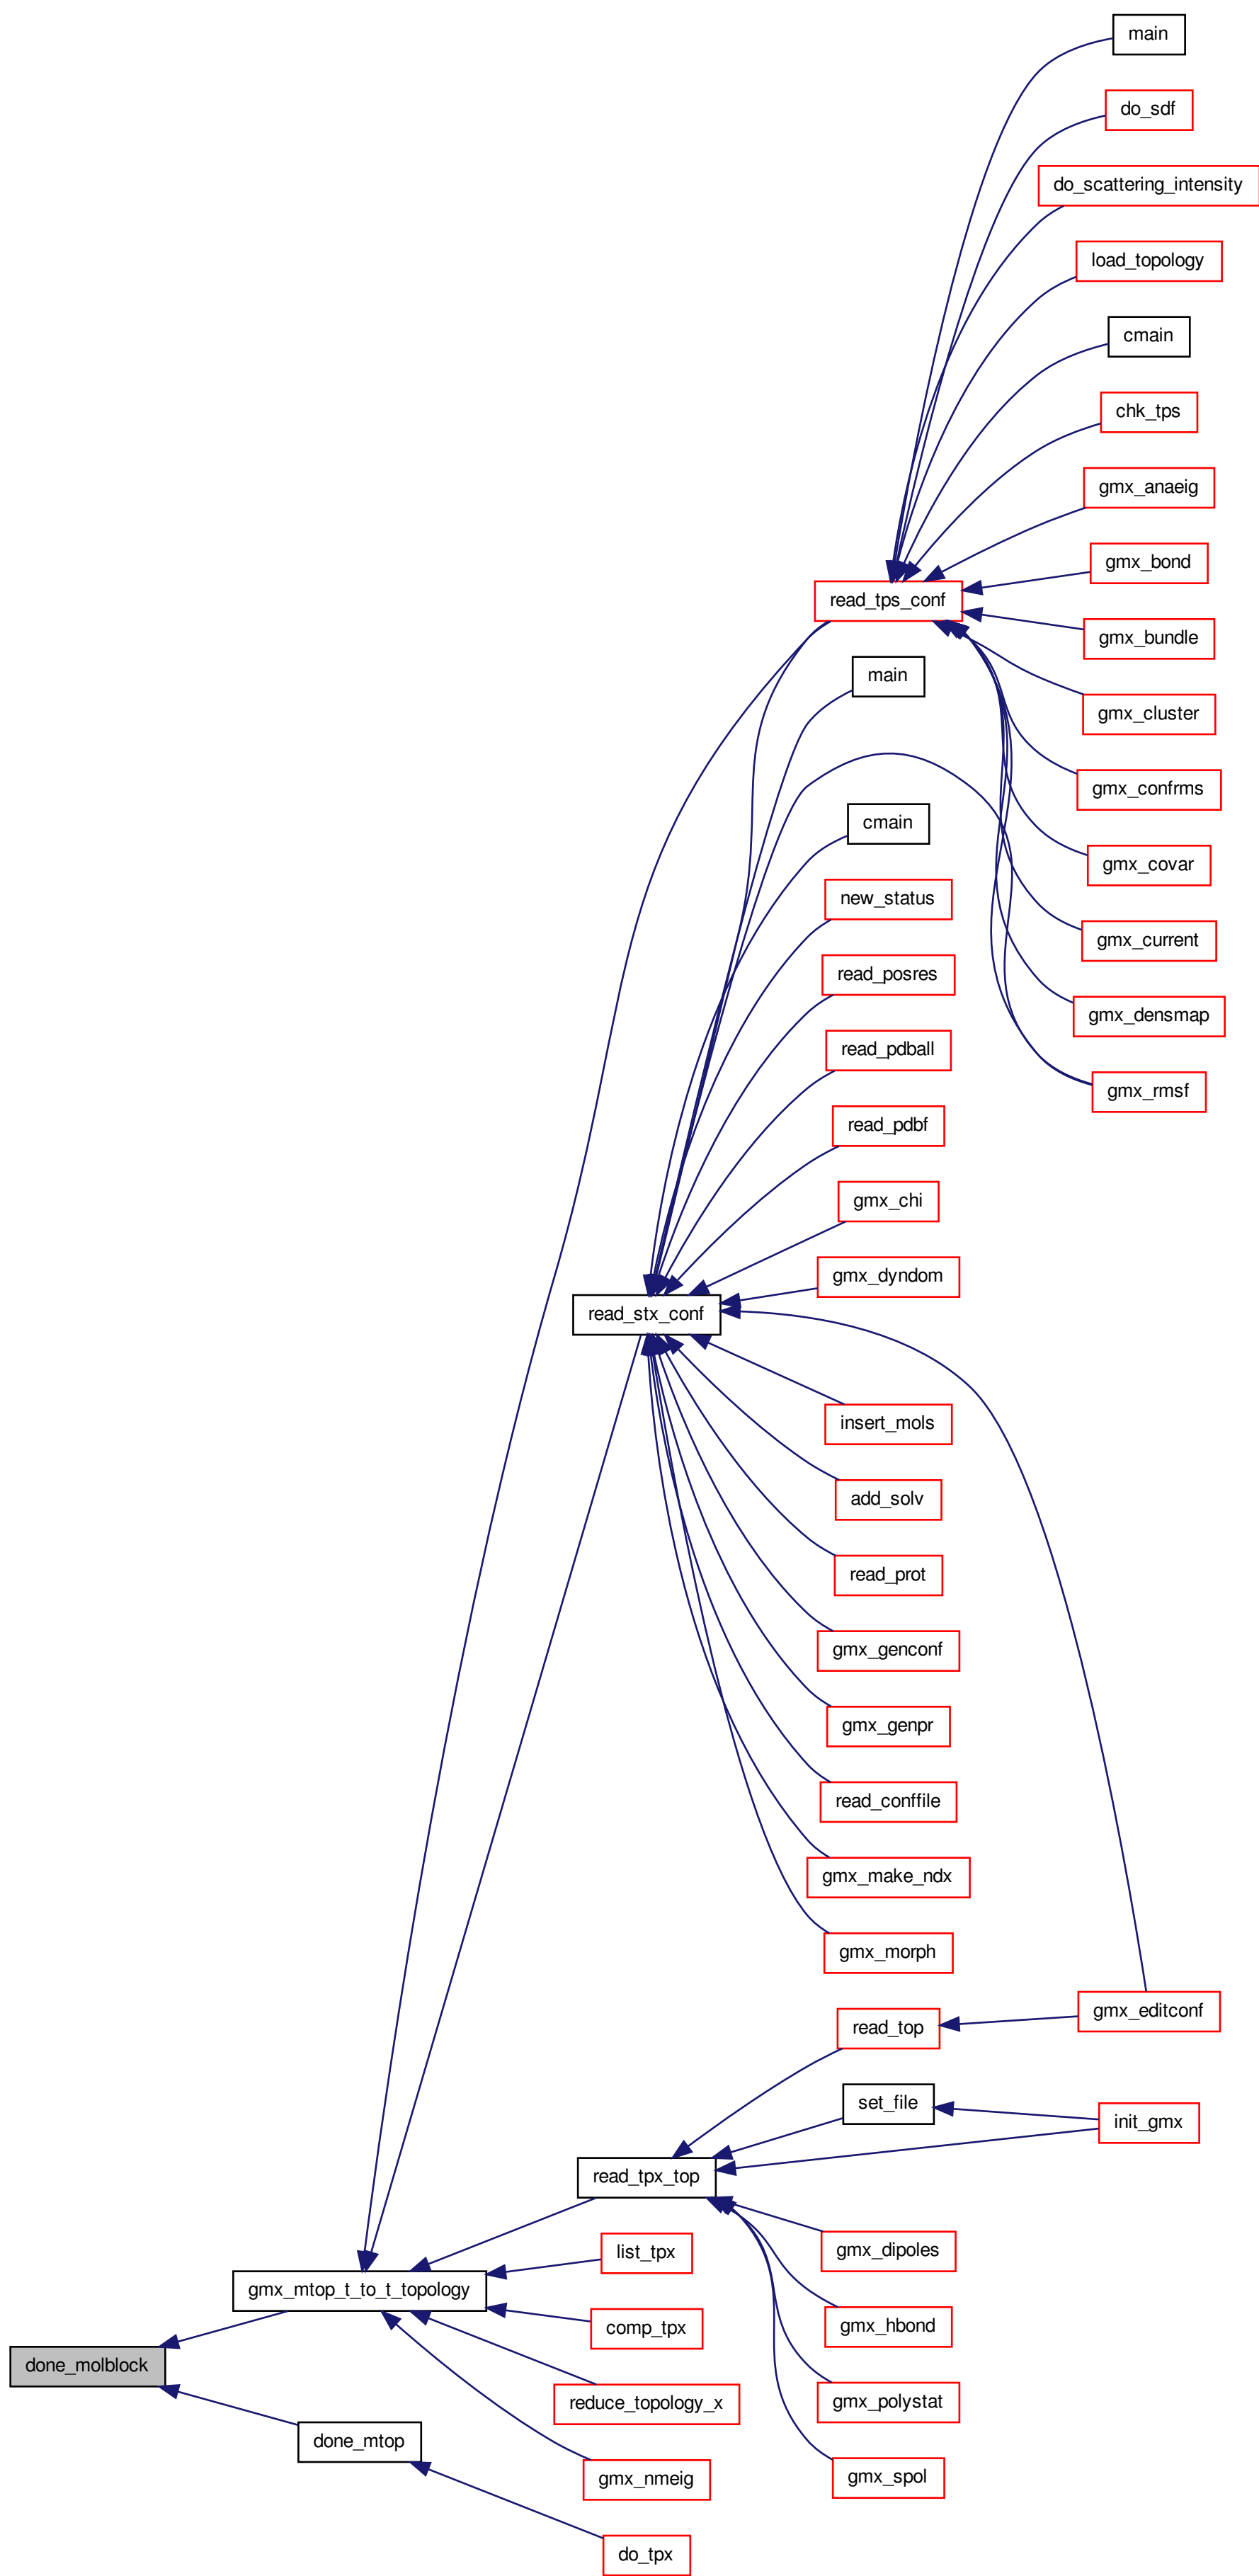 main
do_sdf
do_scattering_intensity
load_topology
cmain
chk_tps
gmx_anaeig
gmx_bond
read_tps_conf
gmx_bundle
main
gmx_cluster
gmx_confrms
cmain
gmx_covar
new_status
gmx_current
read_posres
gmx_densmap
read_pdball
gmx_rmsf
read_pdbf
gmx_chi
gmx_dyndom
read_stx_conf
insert_mols
add_solv
read_prot
gmx_genconf
gmx_genpr
read_conffile
gmx_make_ndx
gmx_morph
gmx_editconf
read_top
set_file
init_gmx
read_tpx_top
gmx_dipoles
list_tpx
gmx_mtop_t_to_t_topology
gmx_hbond
comp_tpx
done_molblock
gmx_polystat
reduce_topology_x
done_mtop
gmx_nmeig
gmx_spol
do_tpx